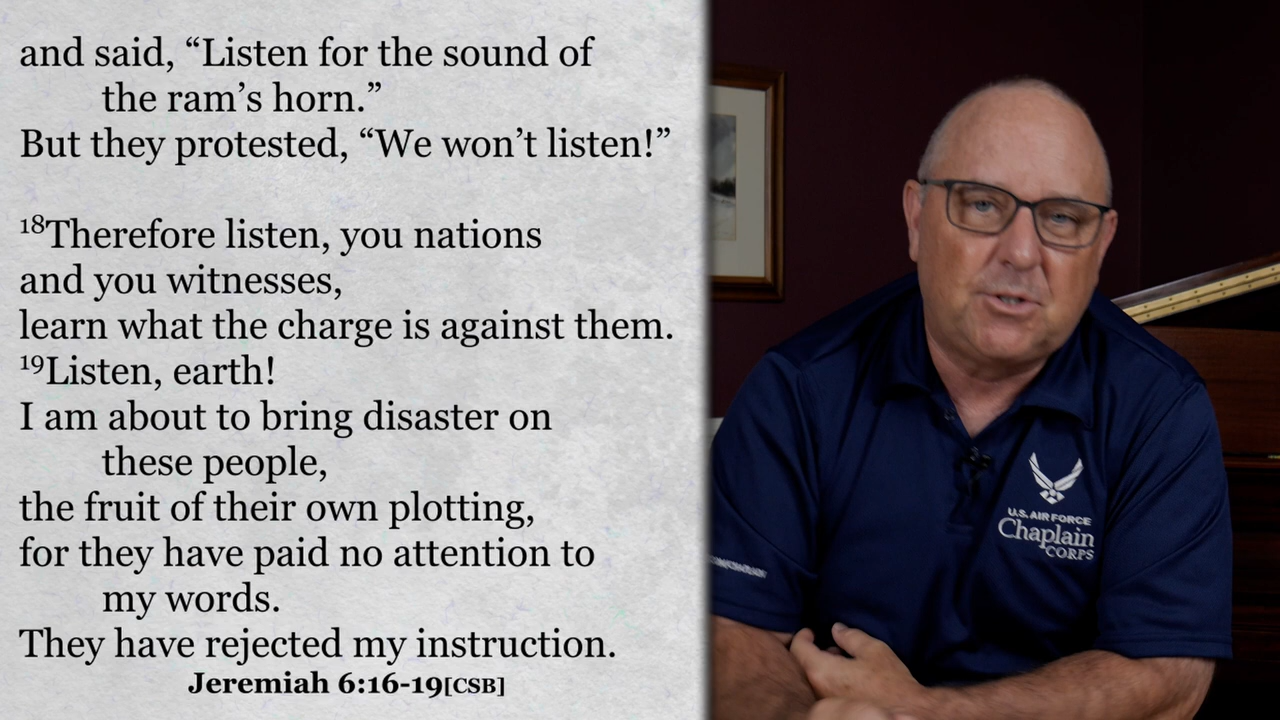 and said, “Listen for the sound of
the ram’s horn.”
But they protested, “We won’t listen!”
¹⁸Therefore listen, you nations
and you witnesses,
learn what the charge is against them.
¹⁹Listen, earth!
I am about to bring disaster on
these people,
the fruit of their own plotting,
for they have paid no attention to
my words.
They have rejected my instruction.
Jeremiah 6:16-19[CSB]
U.S. AIR FORCE
Chaplain
CORPS